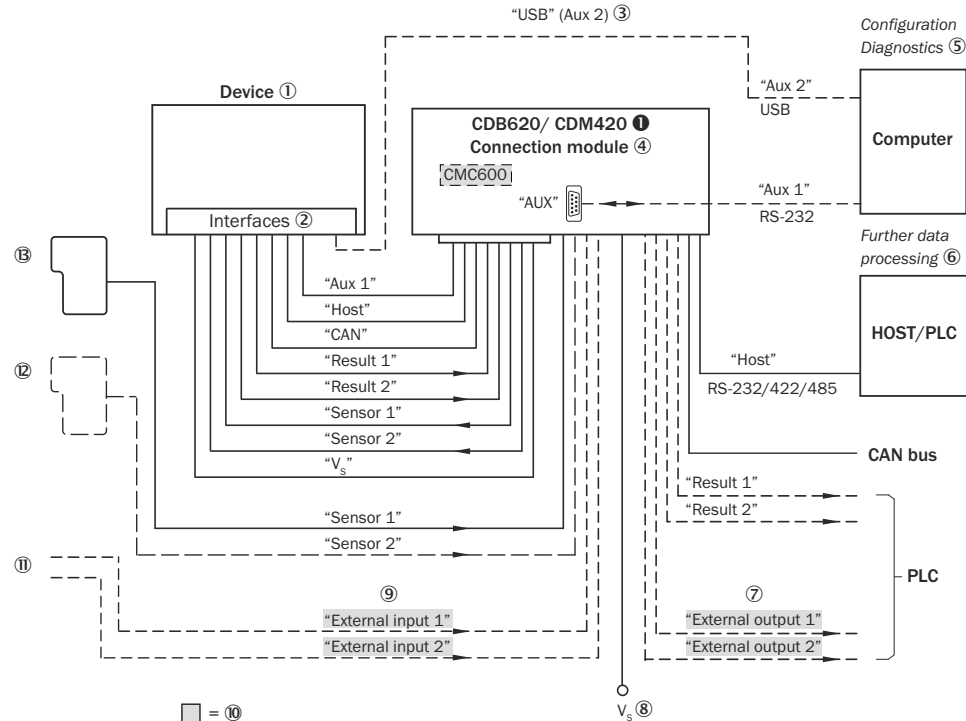 “USB” (Aux 2) ③
Configuration
Diagnostics ⑤
Device ①
“Aux 2”
USB
CDB620/ CDM420 ❶
Connection module ④
Computer
CMC600
“AUX”
“Aux 1”
RS-232
Interfaces ②
Further data
processing ⑥
⑬
“Aux 1”
“Host”
“CAN”
HOST/PLC
“Result 1”
“Host”
⑫
“Result 2”
RS-232/422/485
“Sensor 1”
“Sensor 2”
CAN bus
“Vs”
“Result 1”
“Sensor 1”
“Result 2”
“Sensor 2”
⑪
PLC
⑨
⑦
“External input 1”
“External output 1”
“External input 2”
“External output 2”
= ⑩
Vs ⑧